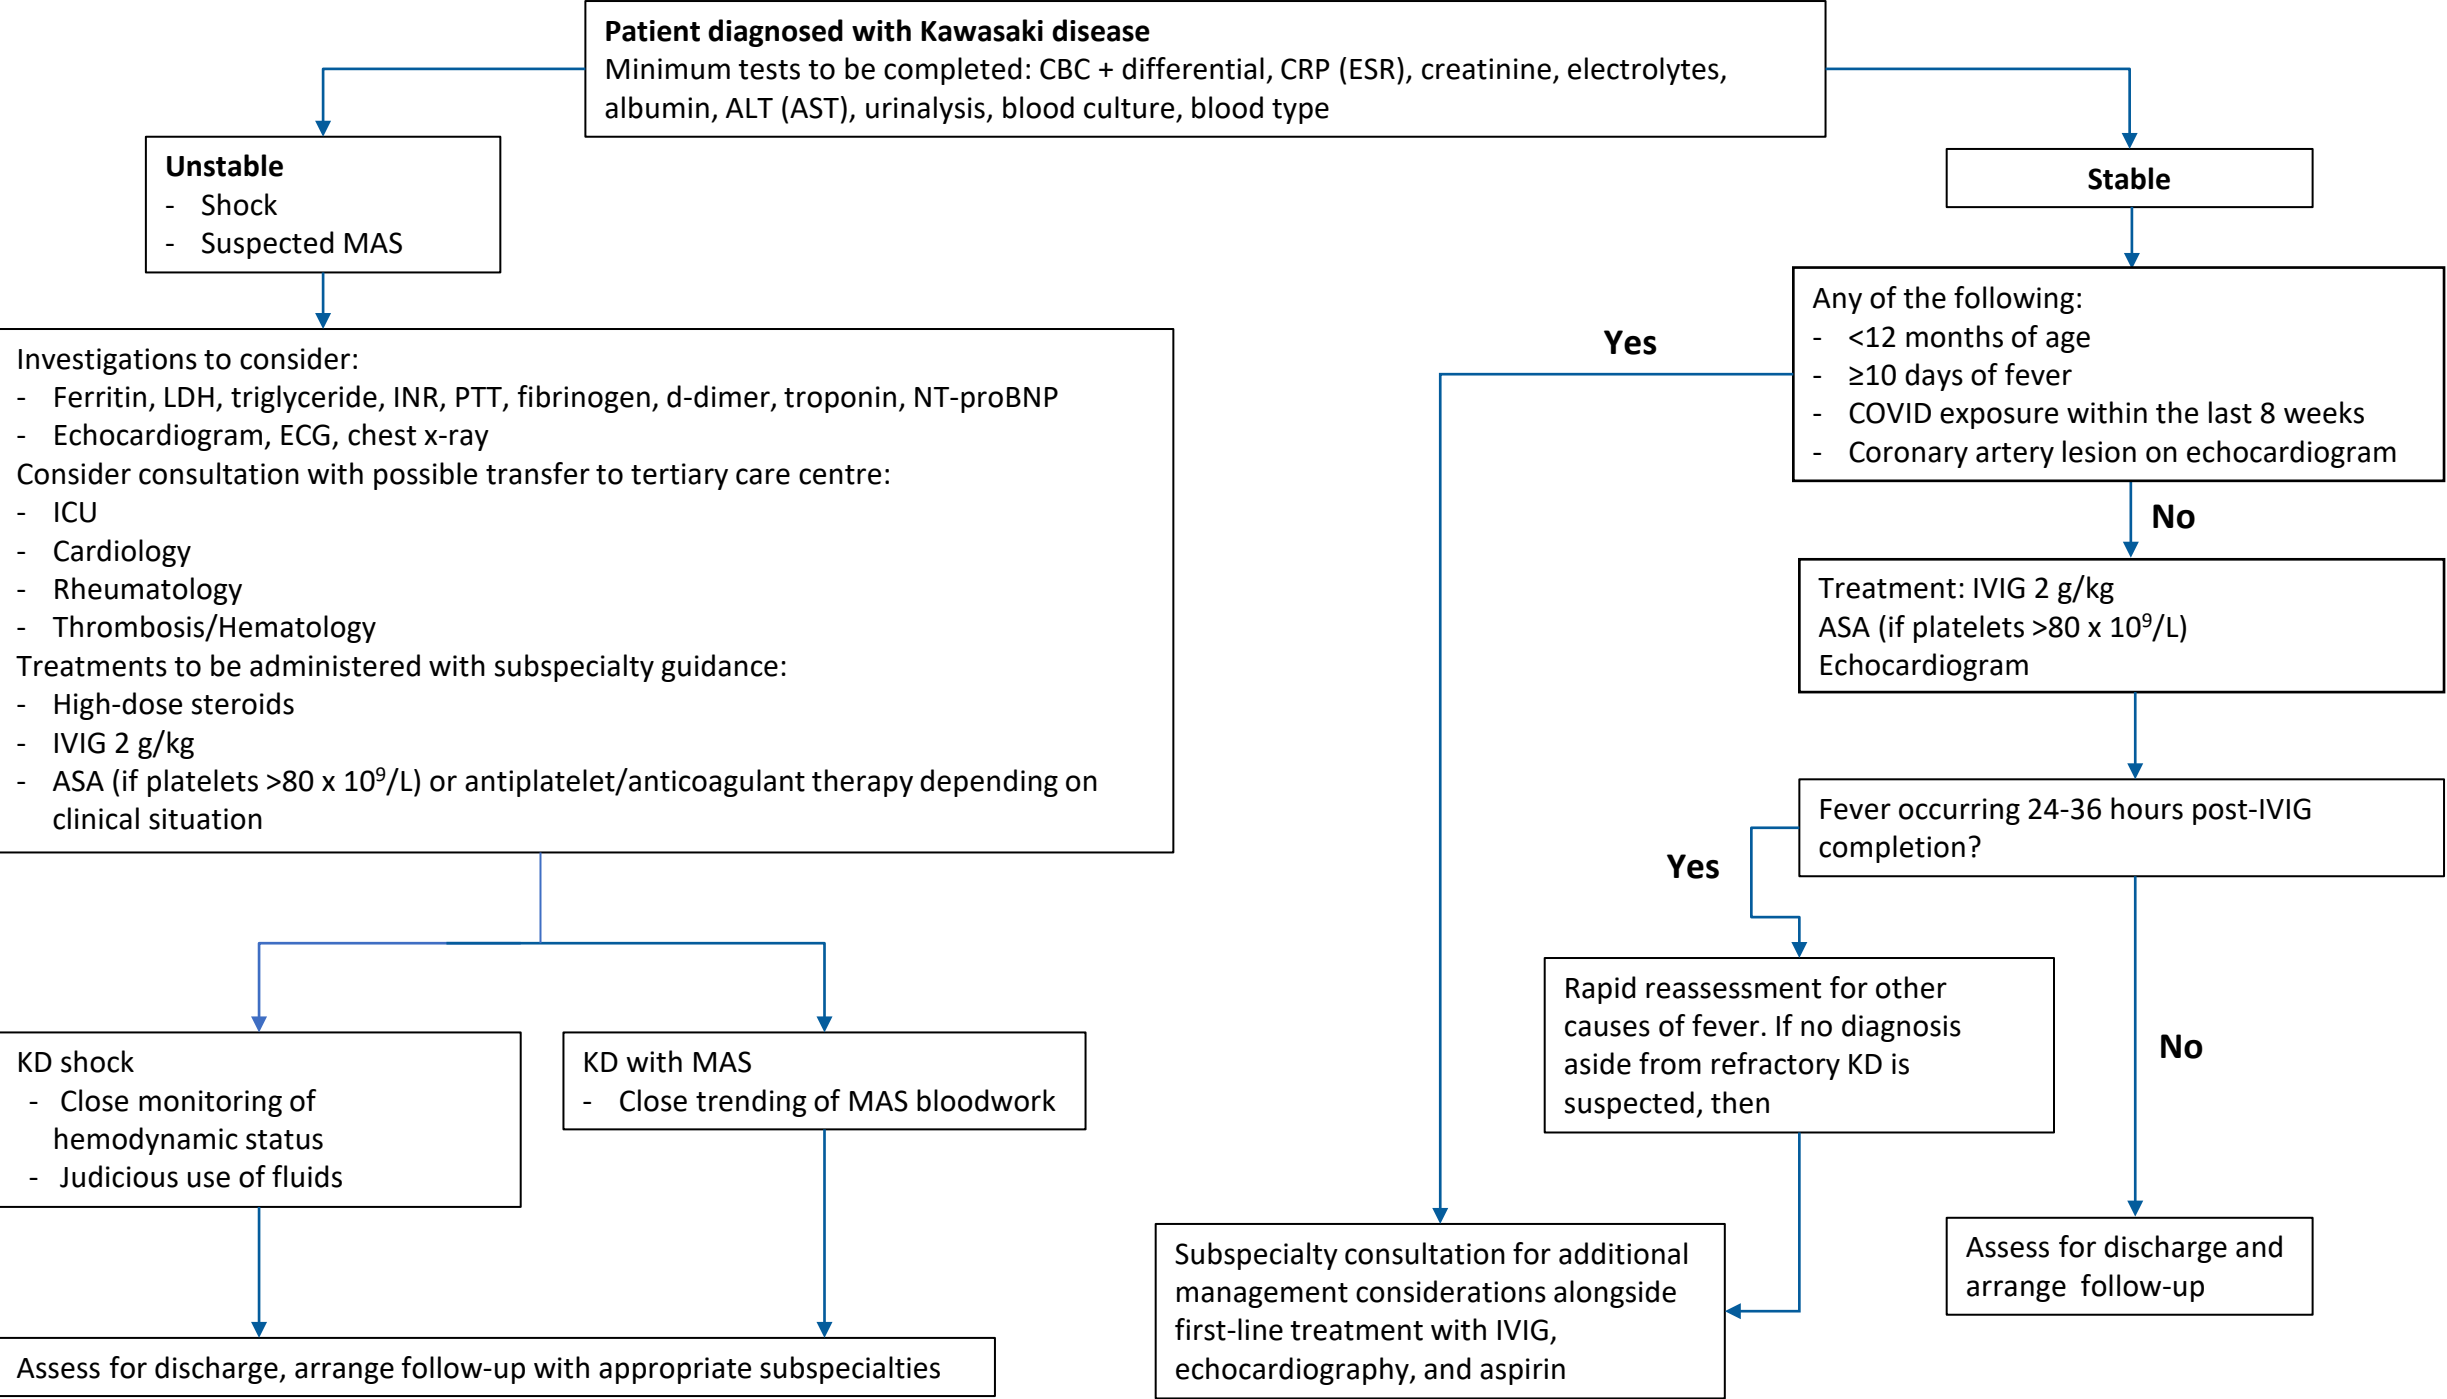 Patient diagnosed with Kawasaki disease
Minimum tests to be completed: CBC + differential, CRP (ESR), creatinine, electrolytes,
albumin, ALT (AST), urinalysis, blood culture, blood type
Unstable
- Shock
- Suspected MAS
Investigations to consider:
- Ferritin, LDH, triglyceride, INR, PTT, fibrinogen, d-dimer, troponin, NT-proBNP
- Echocardiogram, ECG, chest x-ray
Consider consultation with possible transfer to tertiary care centre:
- ICU
- Cardiology
- Rheumatology
- Thrombosis/Hematology
Treatments to be administered with subspecialty guidance:
- High-dose steroids
- IVIG 2 g/kg
- ASA (if platelets >80 x 10⁹/L) or antiplatelet/anticoagulant therapy depending on
clinical situation
KD shock
- Close monitoring of
hemodynamic status
- Judicious use of fluids
KD with MAS
- Close trending of MAS bloodwork
Assess for discharge, arrange follow-up with appropriate subspecialties
Stable
Any of the following:
- <12 months of age
- ≥10 days of fever
- COVID exposure within the last 8 weeks
- Coronary artery lesion on echocardiogram
Yes
No
Treatment: IVIG 2 g/kg
ASA (if platelets >80 x 10⁹/L)
Echocardiogram
Fever occurring 24-36 hours post-IVIG
completion?
Yes
Rapid reassessment for other
causes of fever. If no diagnosis
aside from refractory KD is
suspected, then
No
Subspecialty consultation for additional
management considerations alongside
first-line treatment with IVIG,
echocardiography, and aspirin
Assess for discharge and
arrange follow-up